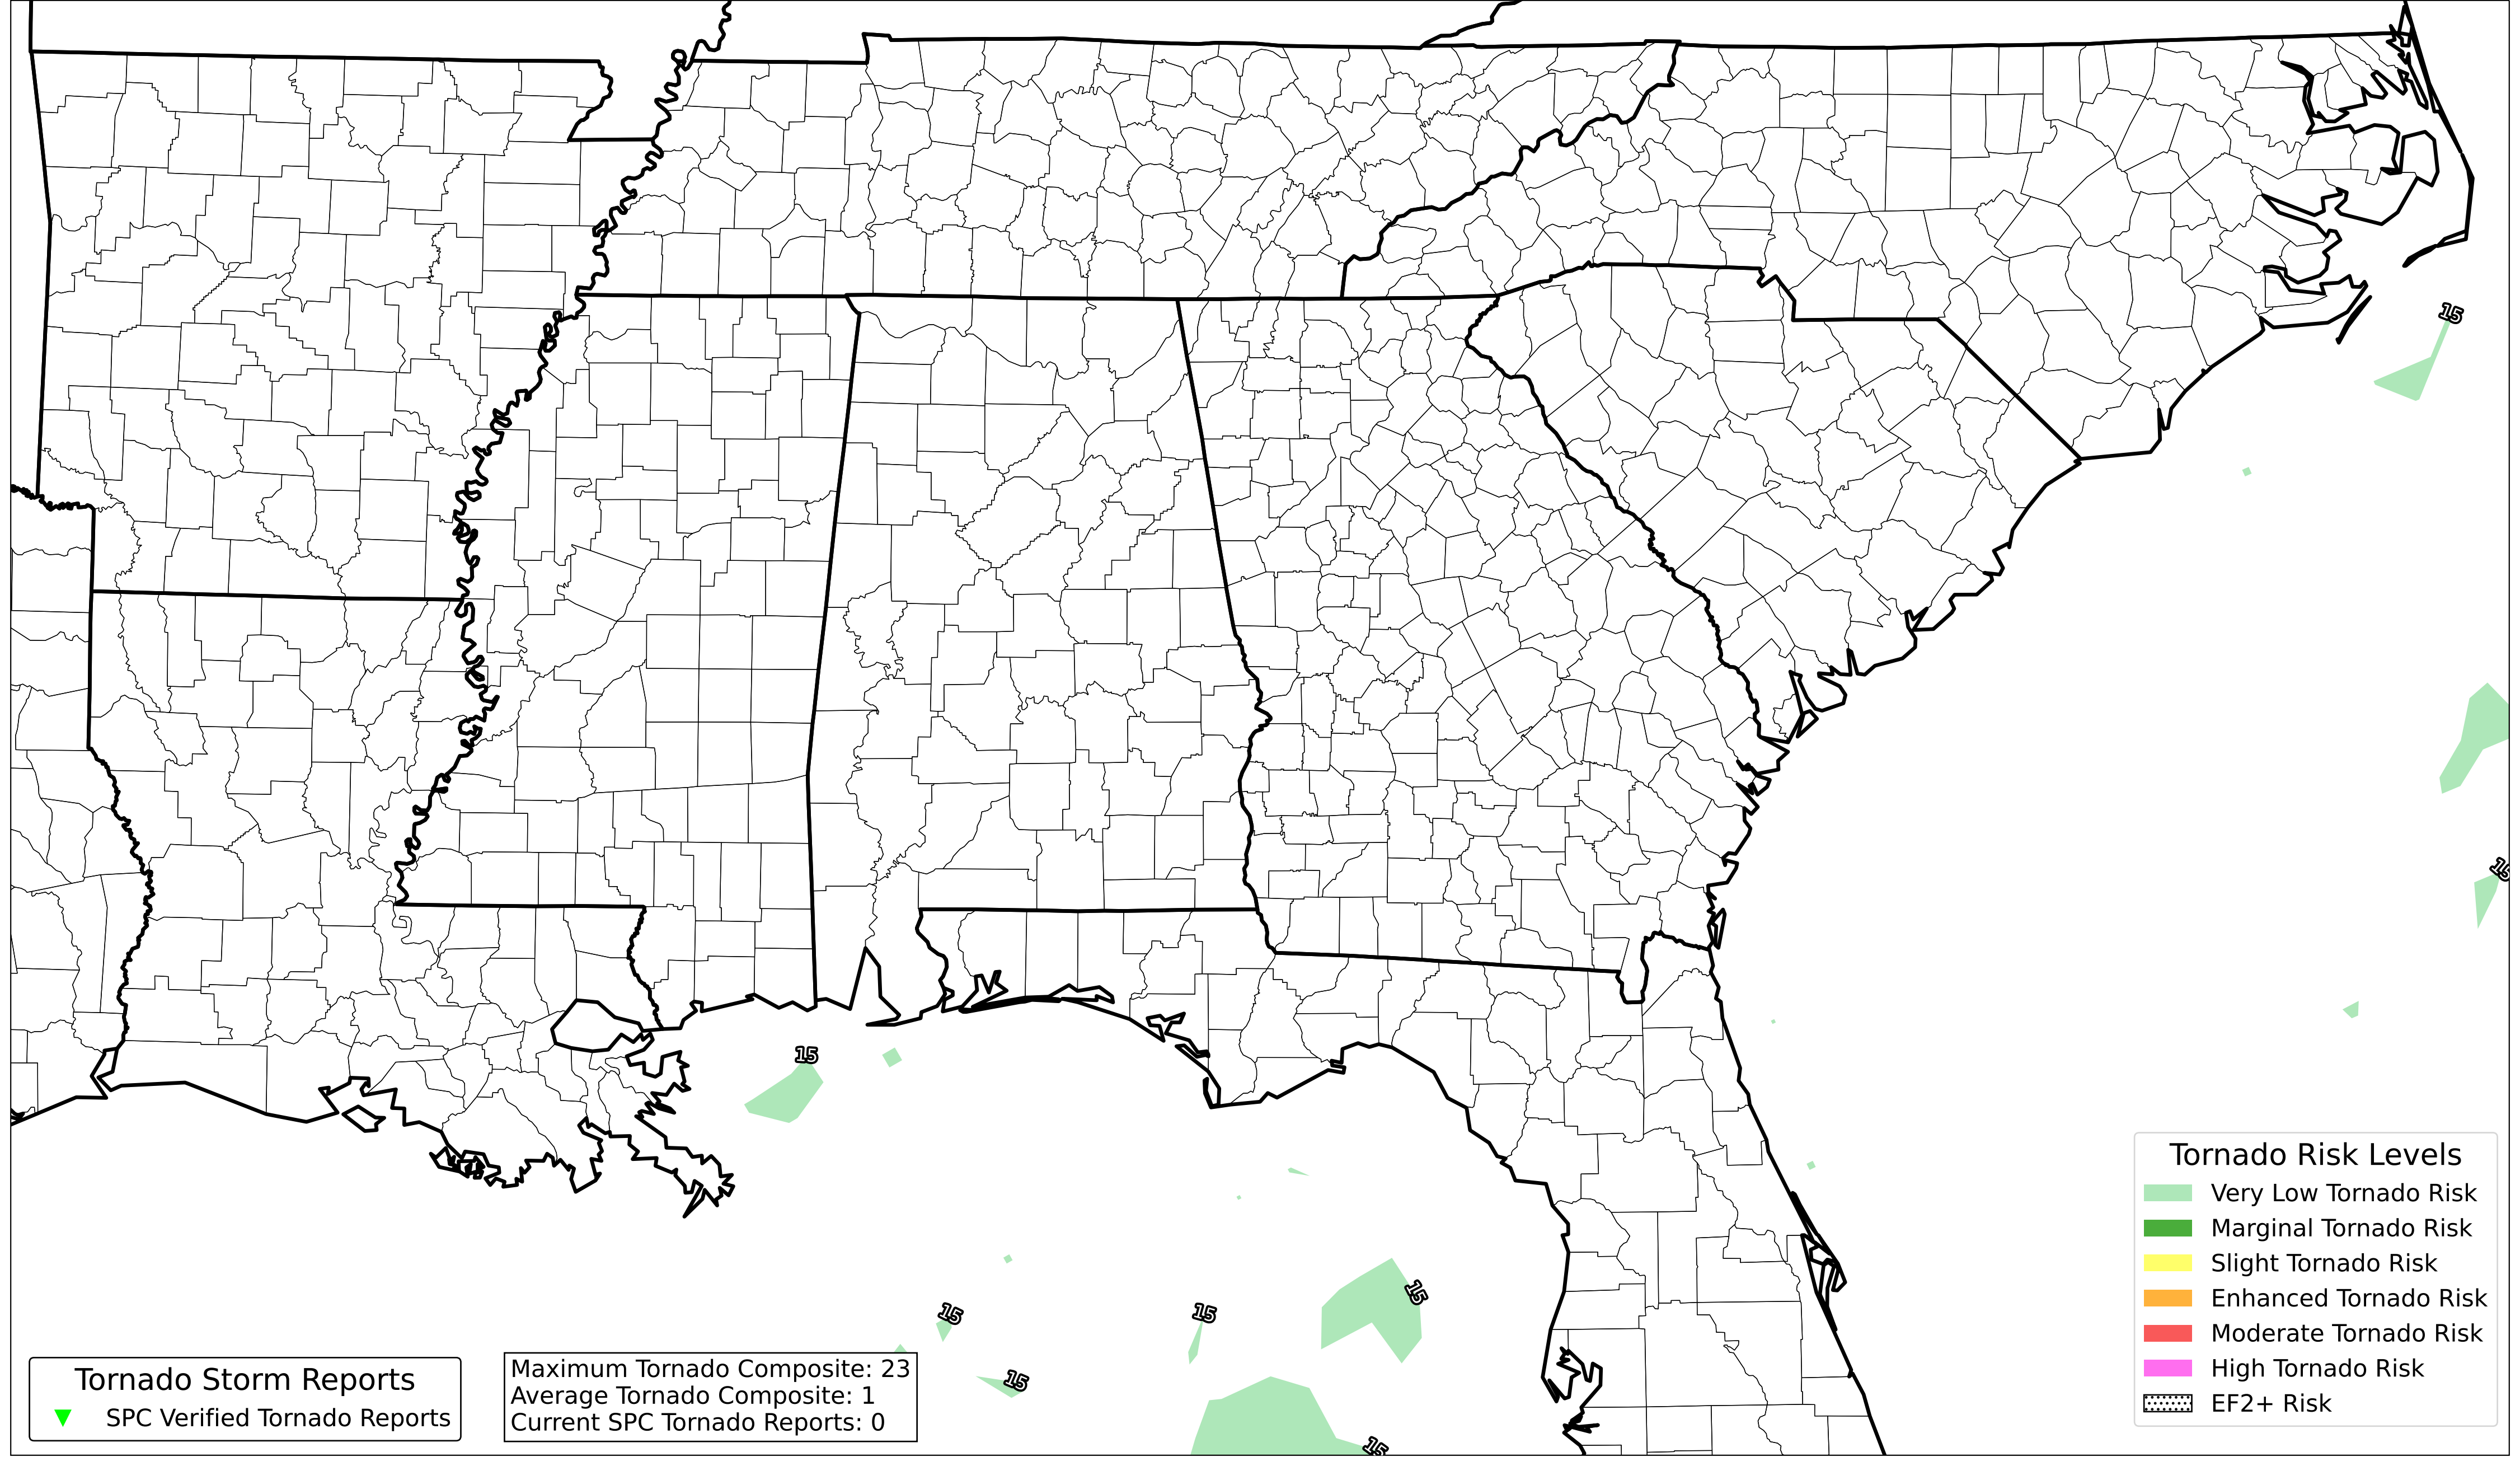 15
15
15
15
15
15
15
15
Tornado Risk Levels
Very Low Tornado Risk
Marginal Tornado Risk
Slight Tornado Risk
Enhanced Tornado Risk
Moderate Tornado Risk
High Tornado Risk
EF2+ Risk
Tornado Storm Reports
SPC Verified Tornado Reports
Maximum Tornado Composite: 23
Average Tornado Composite: 1
Current SPC Tornado Reports: 0